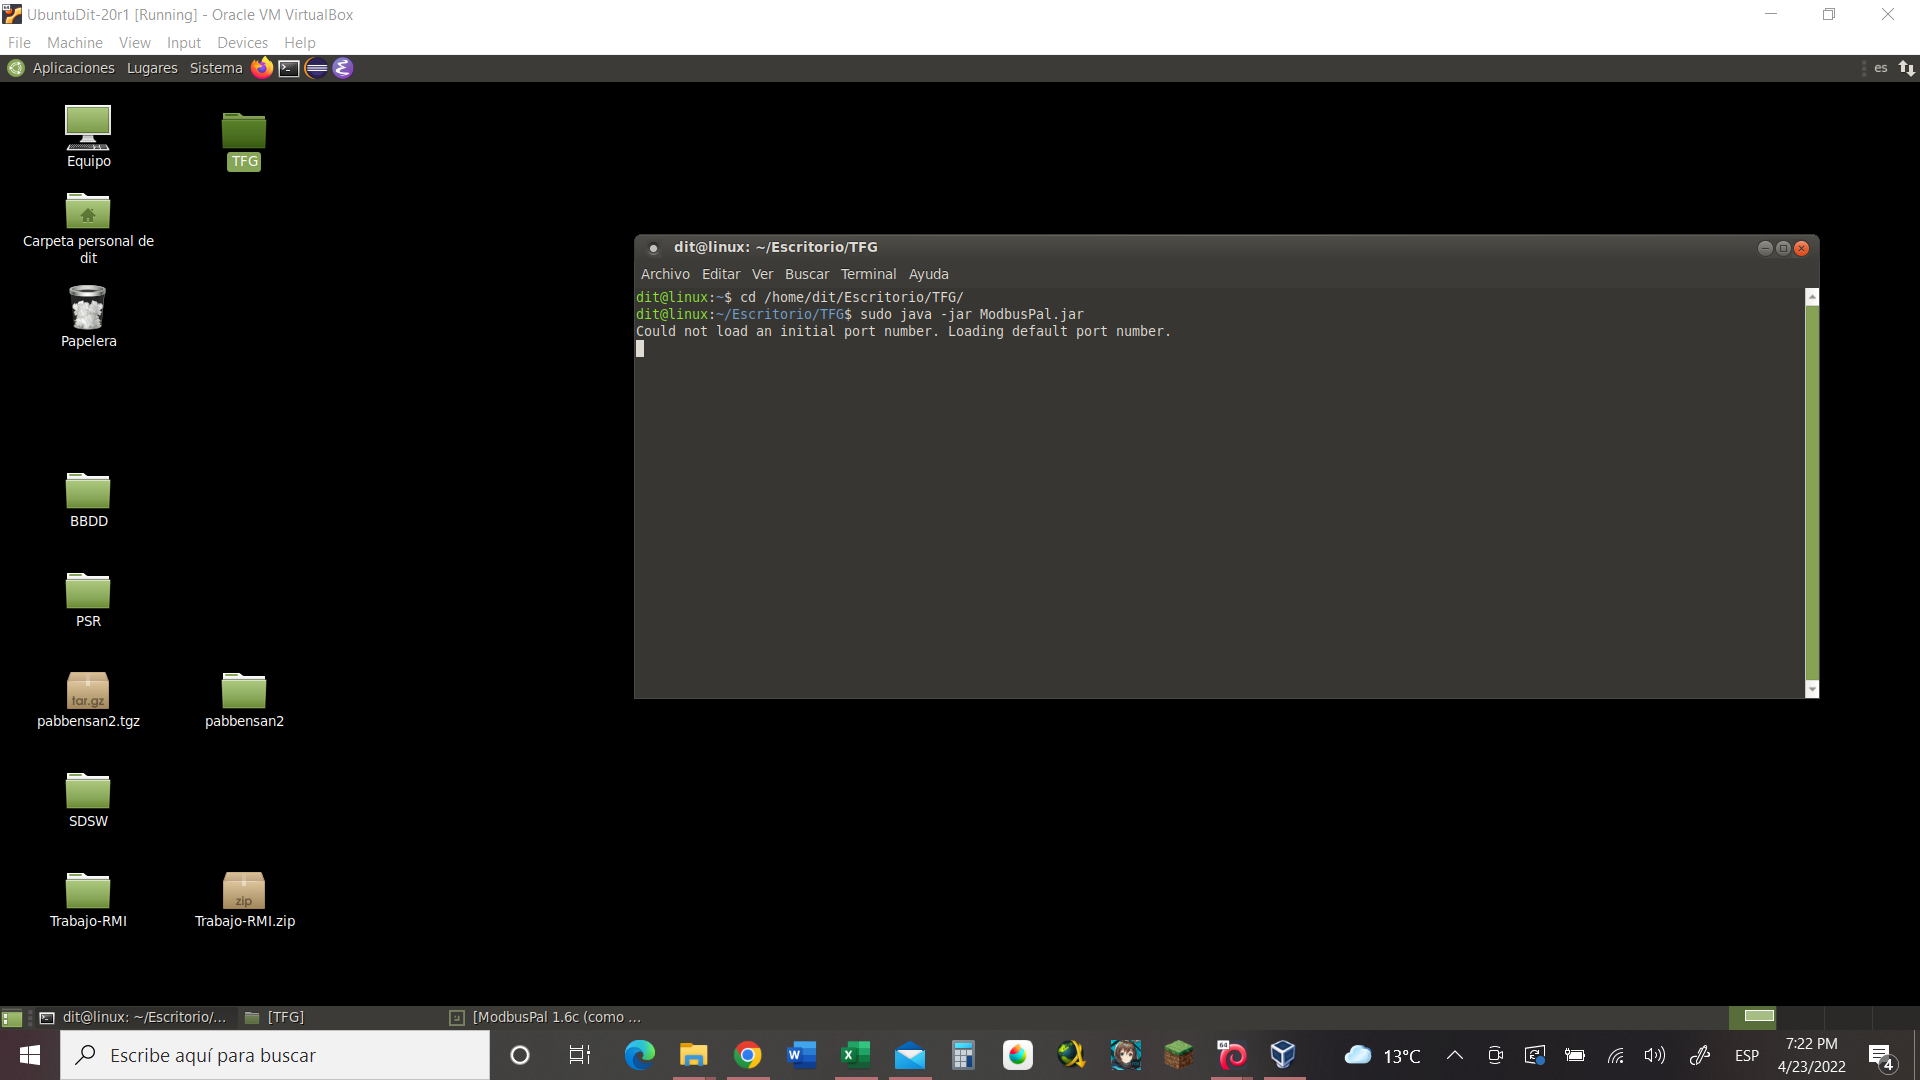 UbuntuDit-20r1 [Running] - Oracle VM VirtualBox
File Machine View Input Devices Help
Aplicaciones Lugares Sistema
es
Equipo
TFG
Carpeta personal de
dit
Papelera
BBDD
PSR
tar.gz
pabbensan2.tgz
pabbensan2
SDSW
Trabajo-RMI
zip
Trabajo-RMI.zip
dit@linux: ~/Escritorio/TFG
Archivo Editar Ver Buscar Terminal Ayuda
dit@linux:~$ cd /home/dit/Escritorio/TFG/
dit@linux:~/Escritorio/TFG$ sudo java -jar ModbusPal.jar
Could not load an initial port number. Loading default port number.
dit@linux: ~/Escritorio/...
[TFG]
[ModbusPal 1.6c (como ...
Escribe aquí para buscar
64
13°C
ESP
7:22 PM
4/23/2022
4